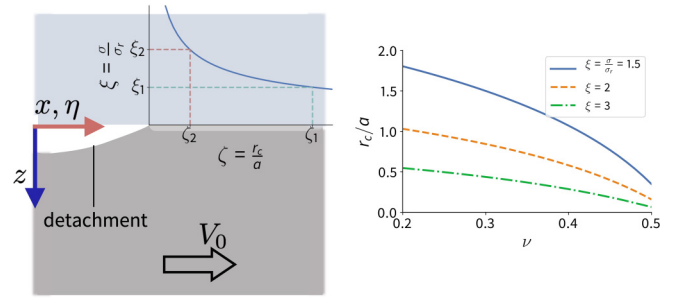 ξ = σ/σr
ξ2
ξ1
x, η
ζ2
ζ1
ζ = rc/a
z
detachment
V0
rc/a
2.0
1.5
1.0
0.5
0.0
0.2
0.3
0.4
0.5
ν
ξ = σ/σr = 1.5
ξ = 2
ξ = 3